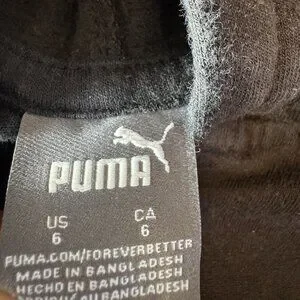 PUMA
US CA
6 6
PUMA.COM/FOREVERBETTER
MADE IN BANGLADESH
HECHO EN BANGLADESH